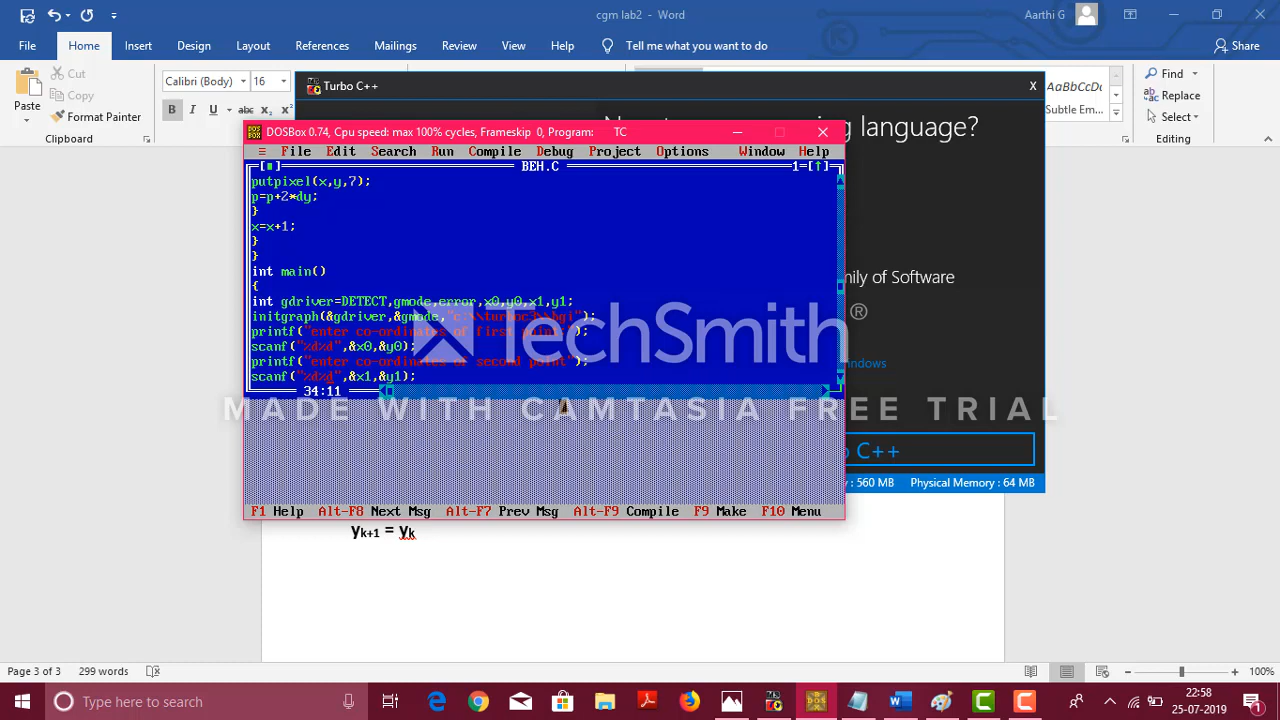 cgm lab2 - Word
Aarthi G
File Home Insert Design Layout References Mailings Review View Help Tell me what you want to do Share
Paste
Cut
Copy
Format Painter
Clipboard
Calibri (Body) 16
B I U abc x₂ x²
AaBbCcDc
Subtle Em...
Find
Replace
Select
Editing
Turbo C++ X
language?
DOSBox 0.74, Cpu speed: max 100% cycles, Frameskip 0, Program: TC
≡ File Edit Search Run Compile Debug Project Options Window Help
BEH.C 1=[↑]
putpixel(x,y,7);
p=p+2*dy;
}
x=x+1;
}
}
int main()
{
int gdriver=DETECT,gmode,error,x0,y0,x1,y1;
initgraph(&gdriver,&gmode,"c:\\turboc3\\bgi");
printf("enter co-ordinates of first point:");
scanf("%d%d",&x0,&y0);
printf("enter co-ordinates of second point");
scanf("%d%d",&x1,&y1);
34:11
F1 Help Alt-F8 Next Msg Alt-F7 Prev Msg Alt-F9 Compile F9 Make F10 Menu
mily of Software
®
indows
C++
: 560 MB Physical Memory : 64 MB
TechSmith
MADE WITH CAMTASIA FREE TRIAL
yk+1 = yk
Page 3 of 3 299 words
100%
Type here to search
22:58
25-07-2019
1